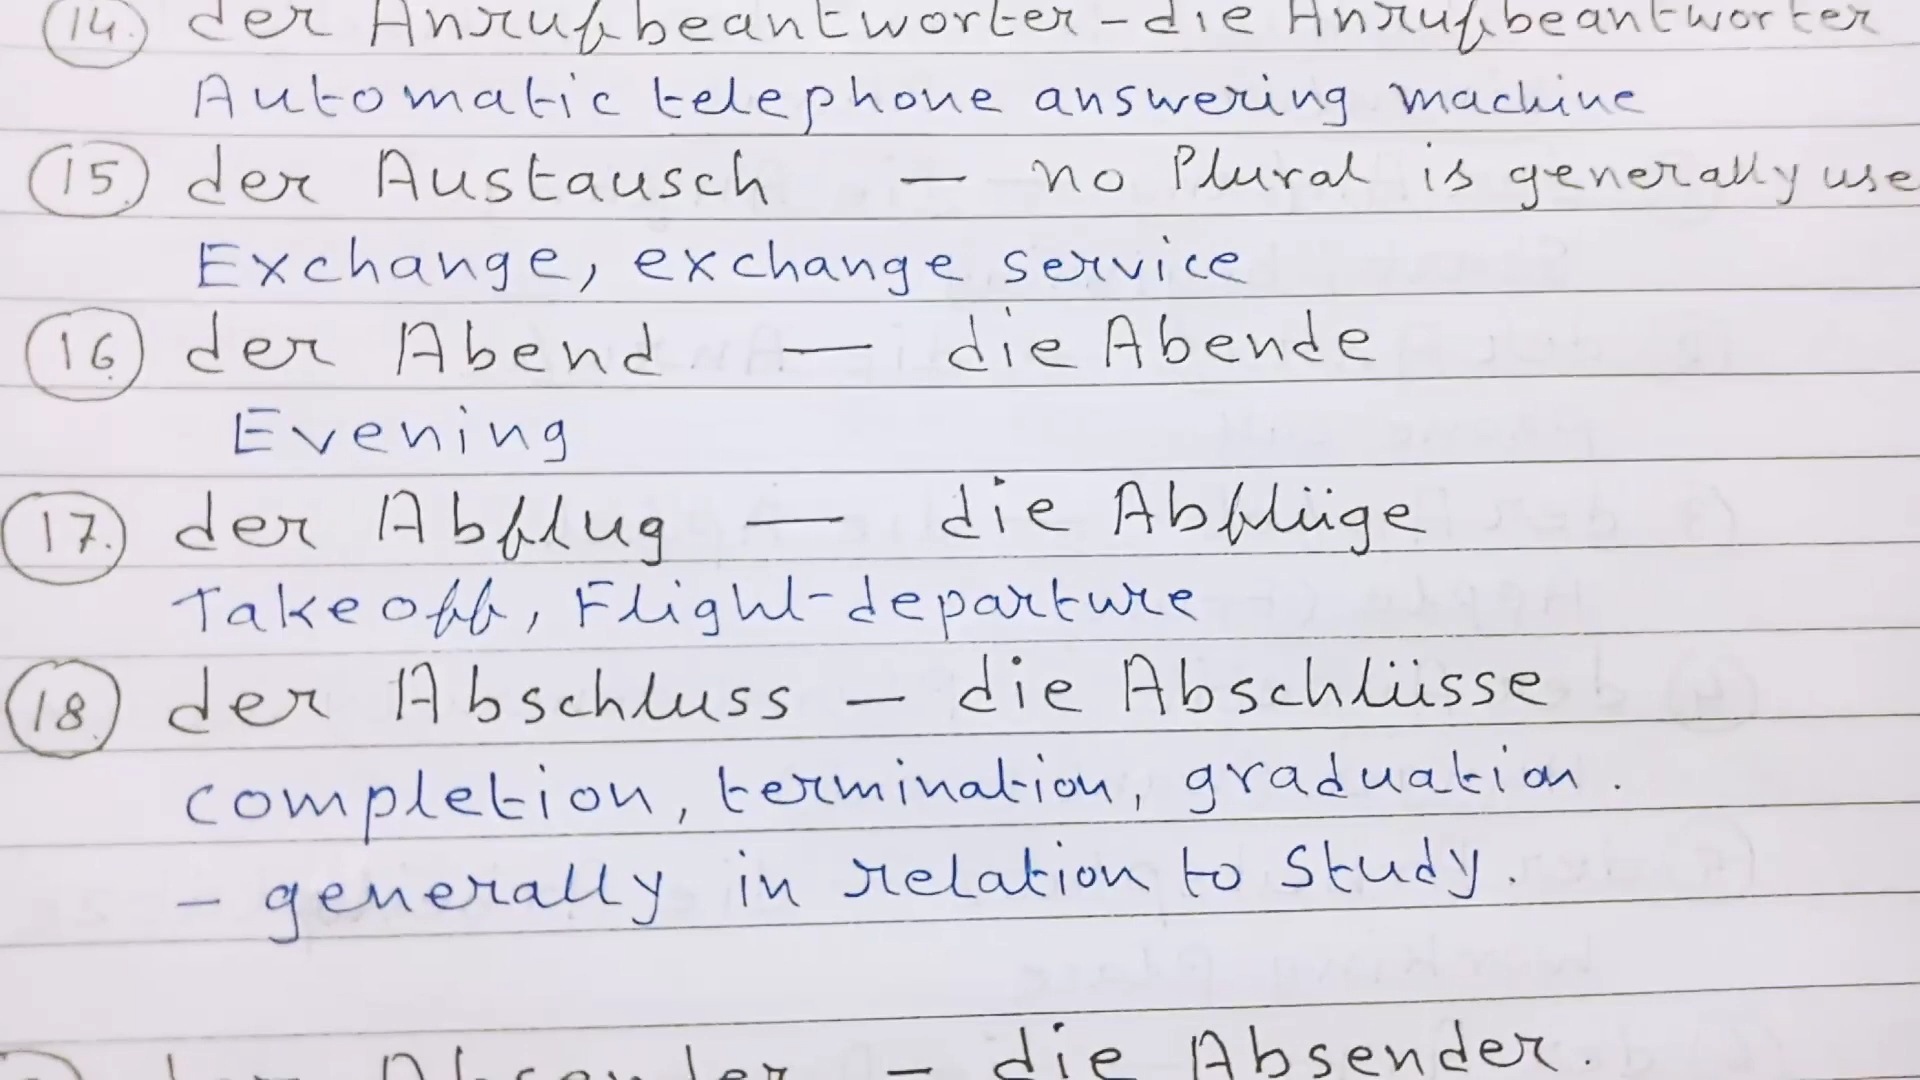 14. der Anrufbeantworter - die Anrufbeantworter
Automatic telephone answering machine
15. der Austausch — no Plural is generally use
Exchange, exchange service
16. der Abend — die Abende
Evening
17. der Abflug — die Abflüge
Takeoff, Flight-departure
18. der Abschluss - die Abschlüsse
completion, termination, graduation.
- generally in relation to study.
der Absender - die Absender.